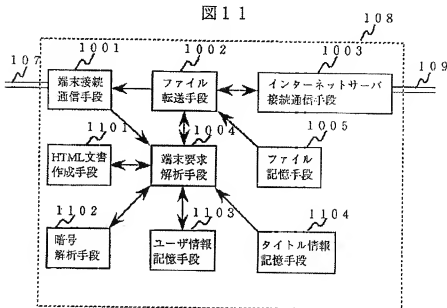 図11
108
1001
1002
1003
107
109
端末接続
通信手段
ファイル
転送手段
インターネットサーバ
接続通信手段
1101
1004
1005
HTML文書
作成手段
端末要求
解析手段
ファイル
記憶手段
1102
1103
1104
暗号
解析手段
ユーザ情報
記憶手段
タイトル情報
記憶手段